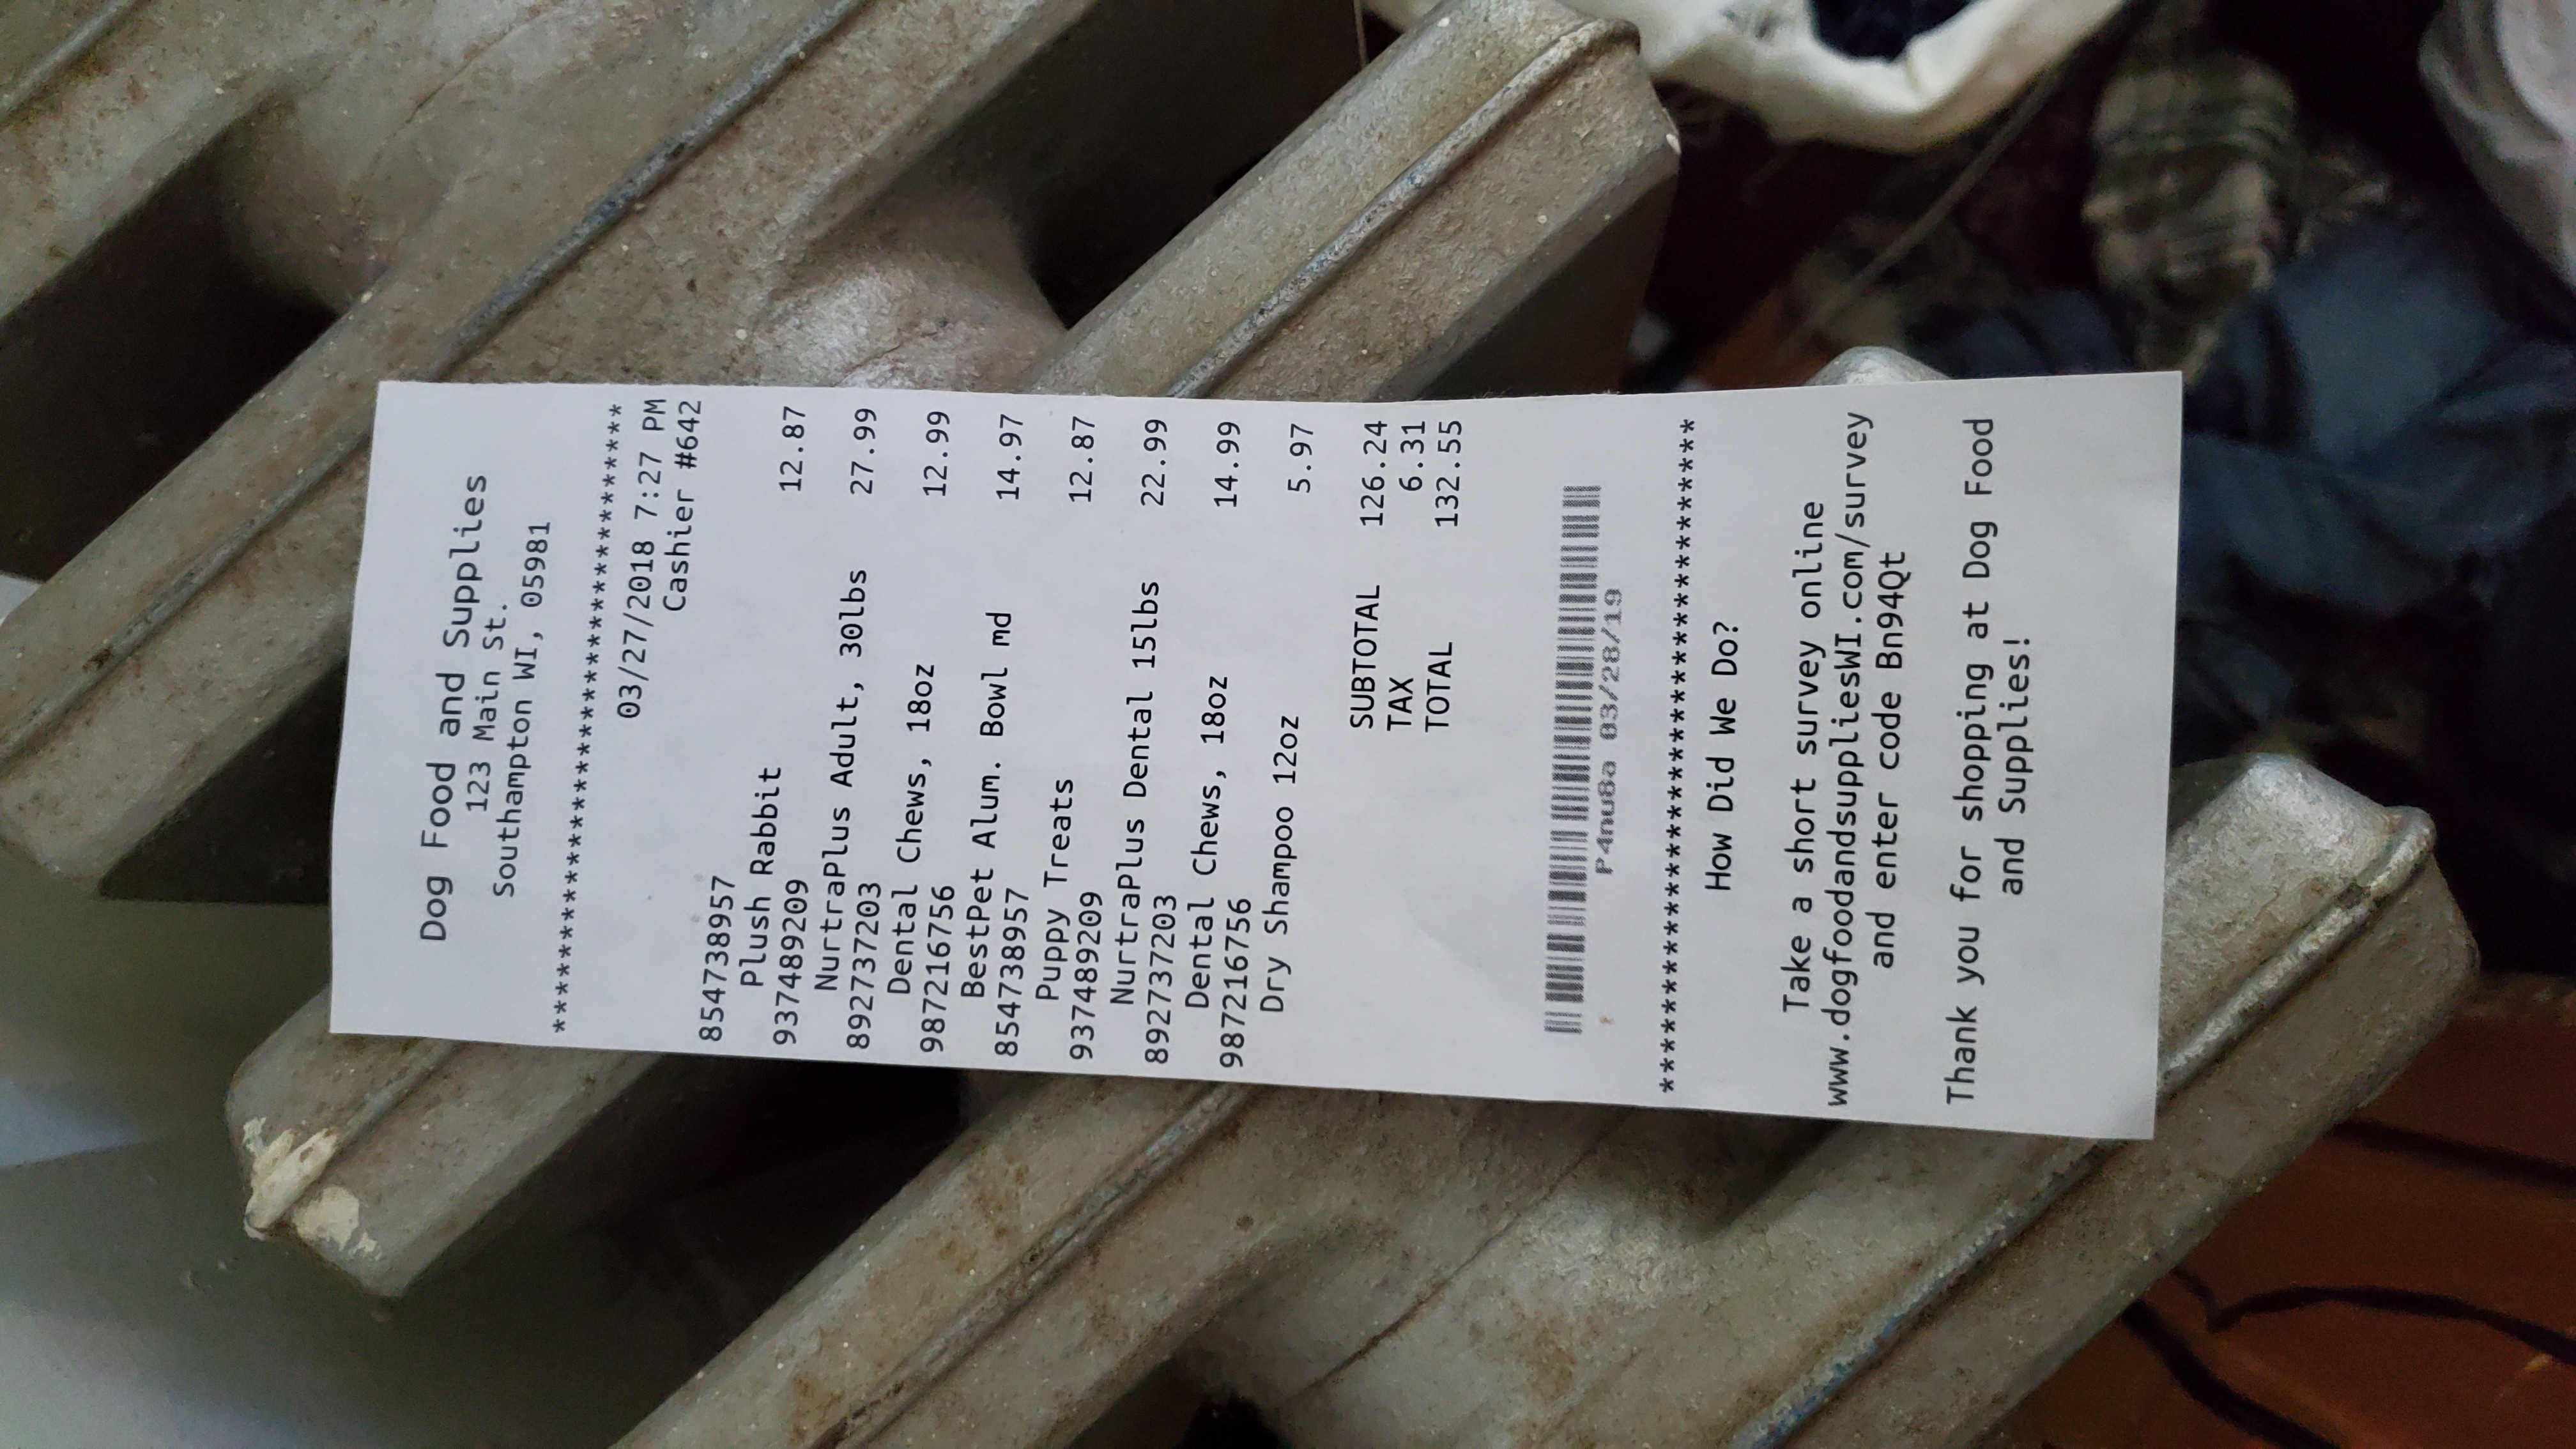 Dog Food and Supplies
123 Main St.
Southampton WI, 05981
***********************************
03/27/2018 7:27 PM
Cashier #642
854738957
Plush Rabbit 12.87
937489209
NurtraPlus Adult, 30lbs 27.99
892737203
Dental Chews, 18oz 12.99
987216756
BestPet Alum. Bowl md 14.97
854738957
Puppy Treats 12.87
937489209
NurtraPlus Dental 15lbs 22.99
892737203
Dental Chews, 18oz 14.99
987216756
Dry Shampoo 12oz 5.97
SUBTOTAL 126.24
TAX 6.31
TOTAL 132.55
P4nu8a 03/28/19
***********************************
How Did We Do?
Take a short survey online
www.dogfoodandsuppliesWI.com/survey
and enter code Bn94Qt
Thank you for shopping at Dog Food
and Supplies!